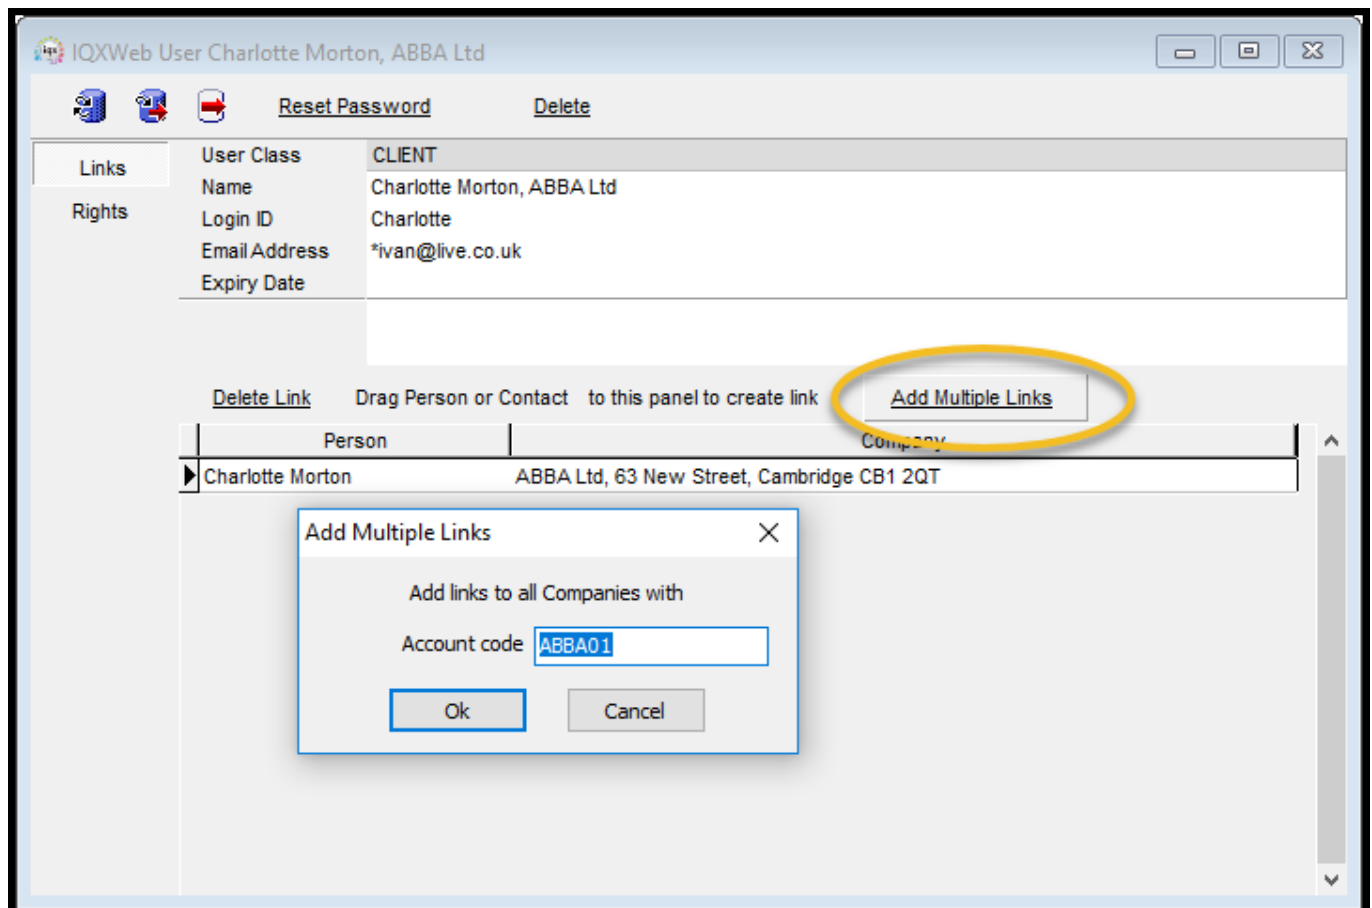 iqx IQXWeb User Charlotte Morton, ABBA Ltd
Reset Password Delete
Links
Rights
User Class CLIENT
Name Charlotte Morton, ABBA Ltd
Login ID Charlotte
Email Address *ivan@live.co.uk
Expiry Date
Delete Link Drag Person or Contact to this panel to create link Add Multiple Links
Person Company
Charlotte Morton ABBA Ltd, 63 New Street, Cambridge CB1 2QT
Add Multiple Links
Add links to all Companies with
Account code ABBA01
Ok Cancel